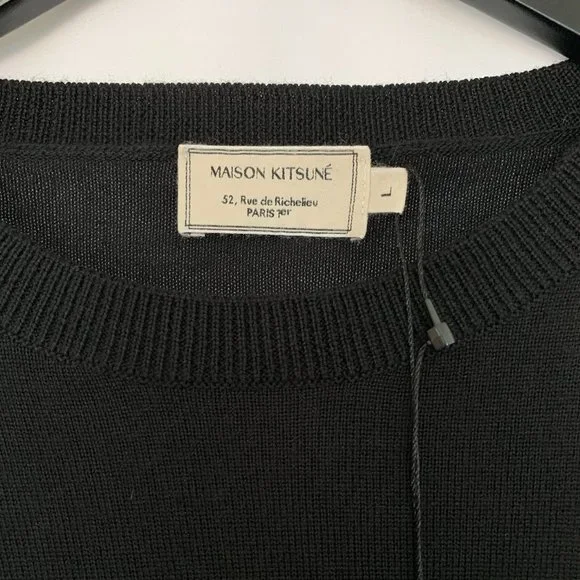 MAISON KITSUNÉ
52, Rue de Richelieu
PARIS 1er
L